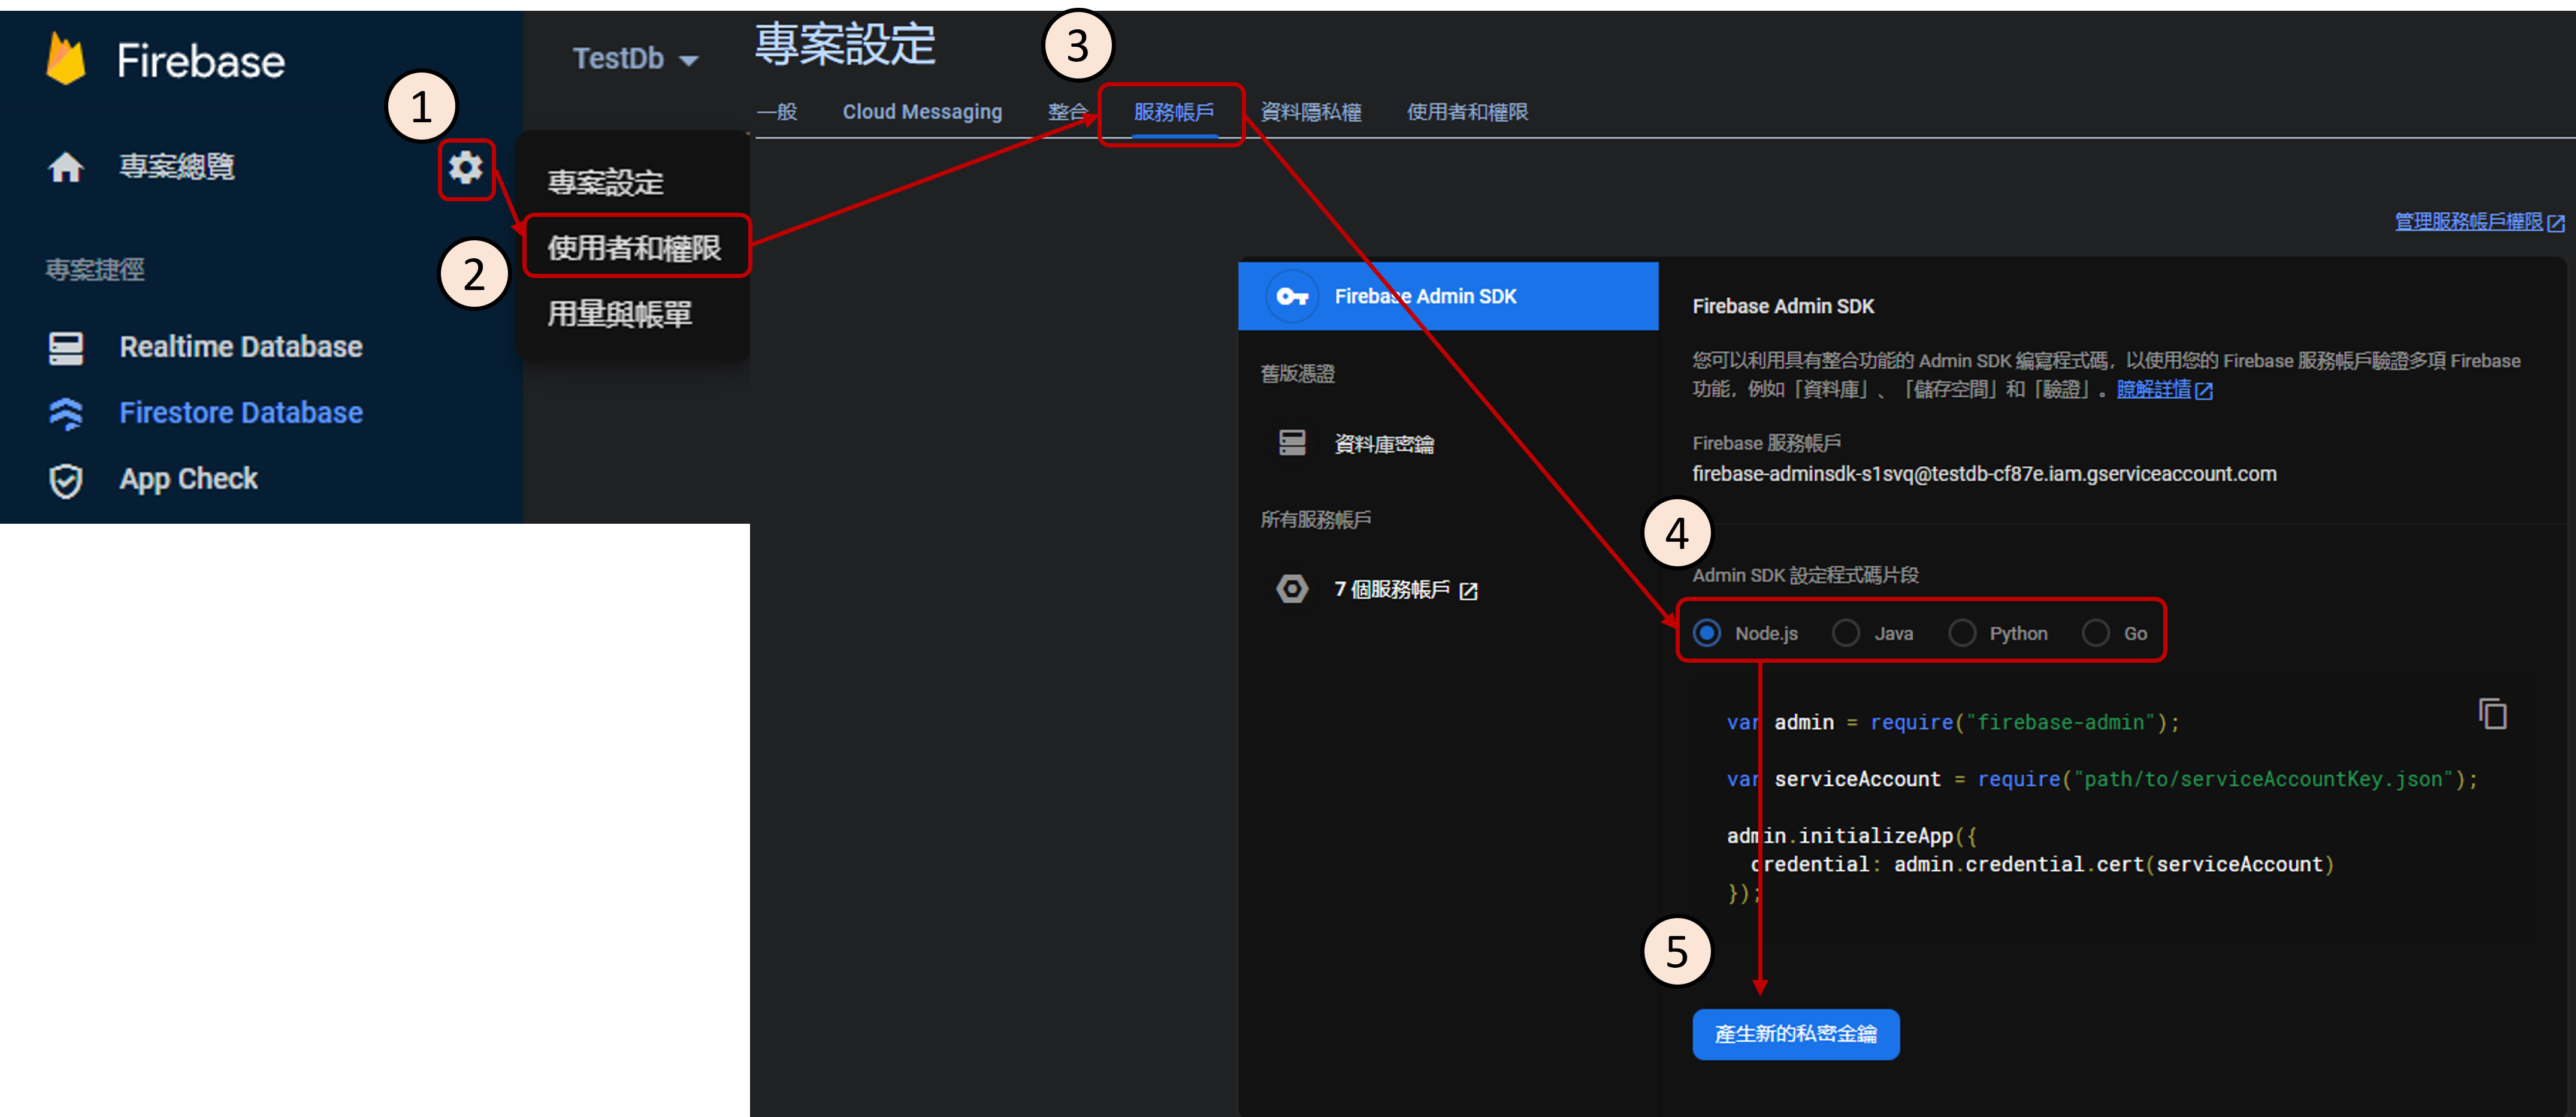 Firebase
1
專案總覽
專案捷徑
Realtime Database
Firestore Database
App Check
TestDb
專案設定
2
使用者和權限
用量與帳單
專案設定
3
一般
Cloud Messaging
整合
服務帳戶
資料隱私權
使用者和權限
管理服務帳戶權限
Firebase Admin SDK
舊版憑證
資料庫密鑰
所有服務帳戶
7 個服務帳戶
Firebase Admin SDK
您可以利用具有整合功能的 Admin SDK 編寫程式碼，以使用您的 Firebase 服務帳戶驗證多項 Firebase
功能，例如「資料庫」、「儲存空間」和「驗證」。瞭解詳情
Firebase 服務帳戶
firebase-adminsdk-s1svq@testdb-cf87e.iam.gserviceaccount.com
4
Admin SDK 設定程式碼片段
Node.js
Java
Python
Go
var admin = require("firebase-admin");
var serviceAccount = require("path/to/serviceAccountKey.json");
admin.initializeApp({
credential: admin.credential.cert(serviceAccount)
});
5
產生新的私密金鑰